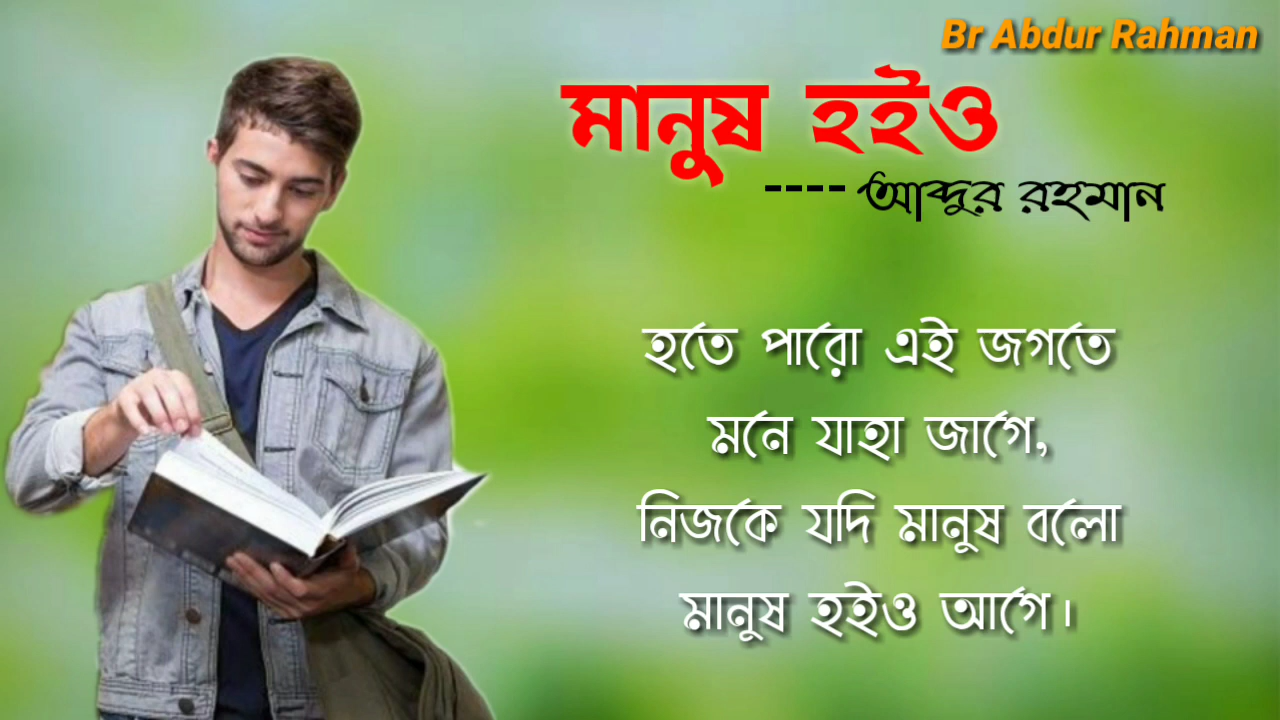 Br Abdur Rahman
মানুষ হইও
---- আব্দুর রহমান
হতে পারো এই জগতে
মনে যাহা জাগে,
নিজকে যদি মানুষ বলো
মানুষ হইও আগে।